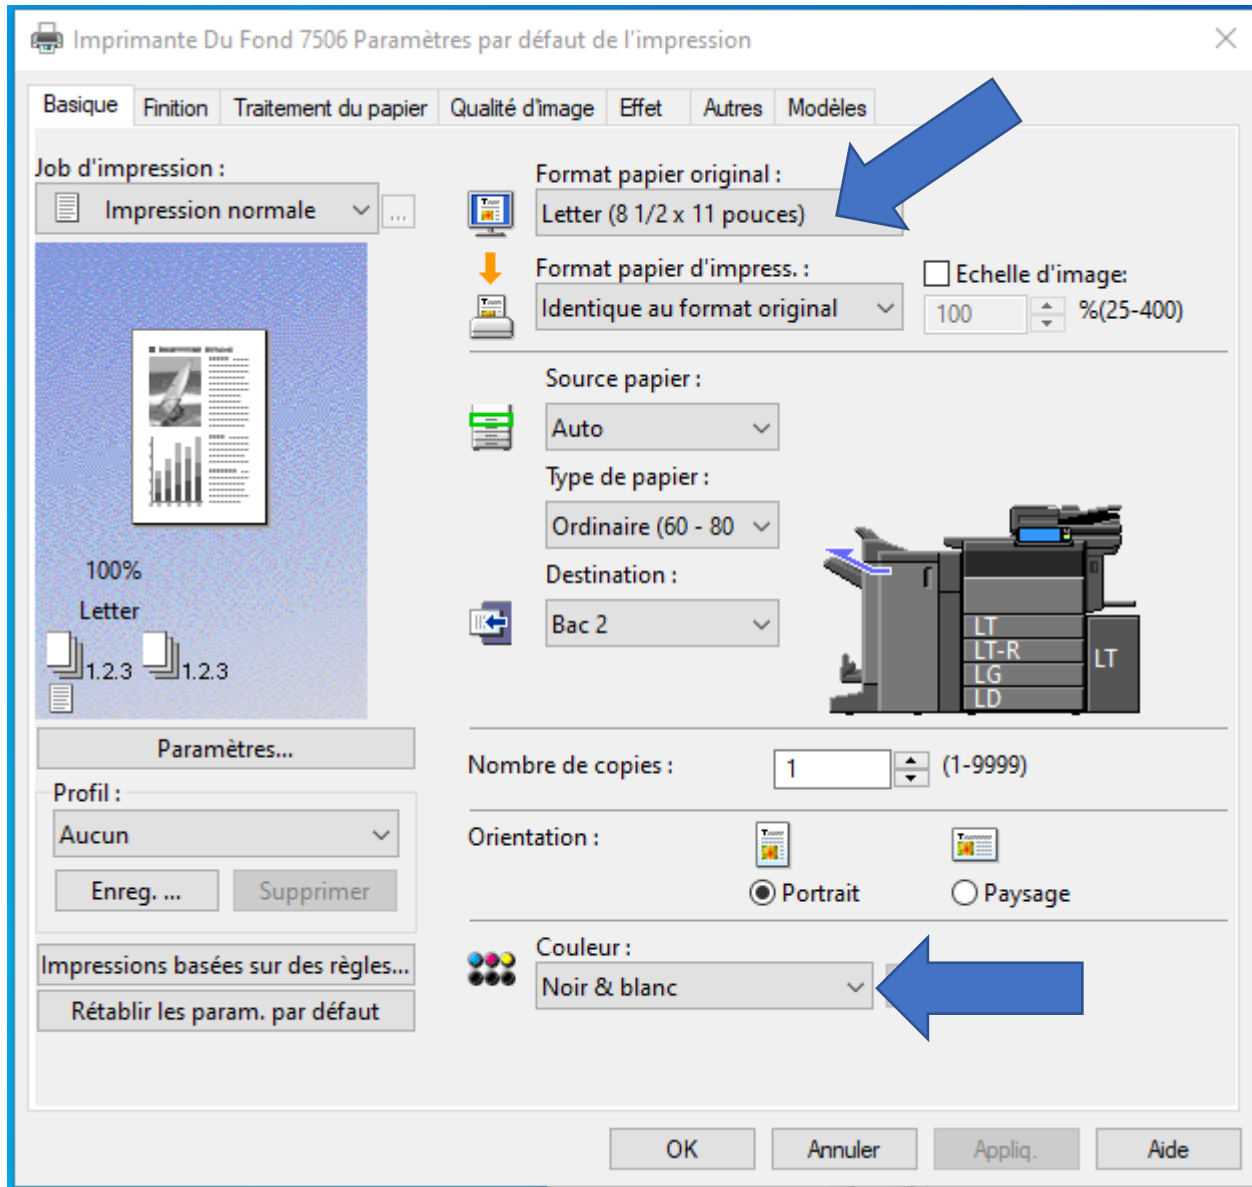 Imprimante Du Fond 7506 Paramètres par défaut de l'impression
Basique Finition Traitement du papier Qualité d'image Effet Autres Modèles
Job d'impression :
Impression normale
...
100%
Letter
1.2.3 1.2.3
Paramètres...
Profil :
Aucun
Enreg. ... Supprimer
Impressions basées sur des règles...
Rétablir les param. par défaut
Format papier original :
Letter (8 1/2 x 11 pouces)
Format papier d'impress. :
Identique au format original
Echelle d'image:
100 %(25-400)
Source papier :
Auto
Type de papier :
Ordinaire (60 - 80
Destination :
Bac 2
LT
LT-R
LG
LD
LT
Nombre de copies : 1 (1-9999)
Orientation :
Portrait Paysage
Couleur :
Noir & blanc
OK Annuler Appliq. Aide